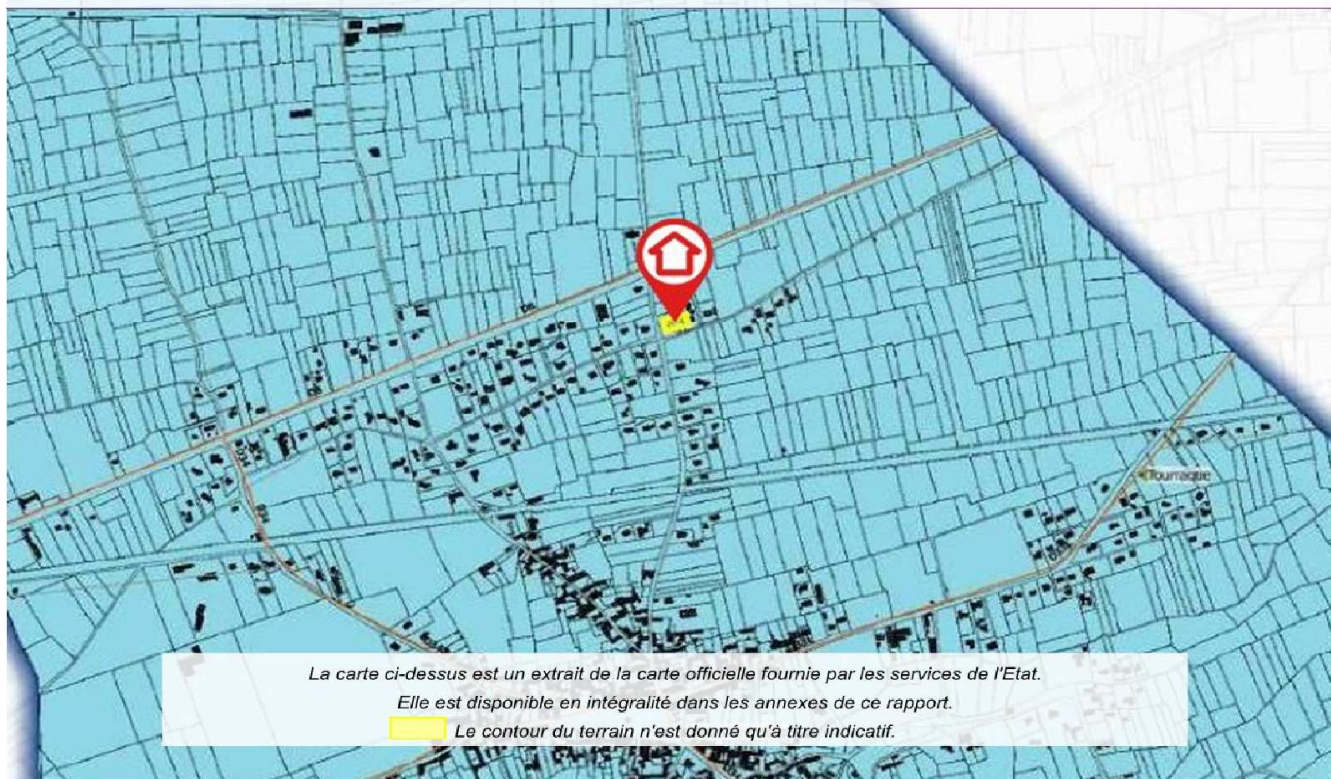 Tourraque
La carte ci-dessus est un extrait de la carte officielle fournie par les services de l'Etat.
Elle est disponible en intégralité dans les annexes de ce rapport.
Le contour du terrain n'est donné qu'à titre indicatif.